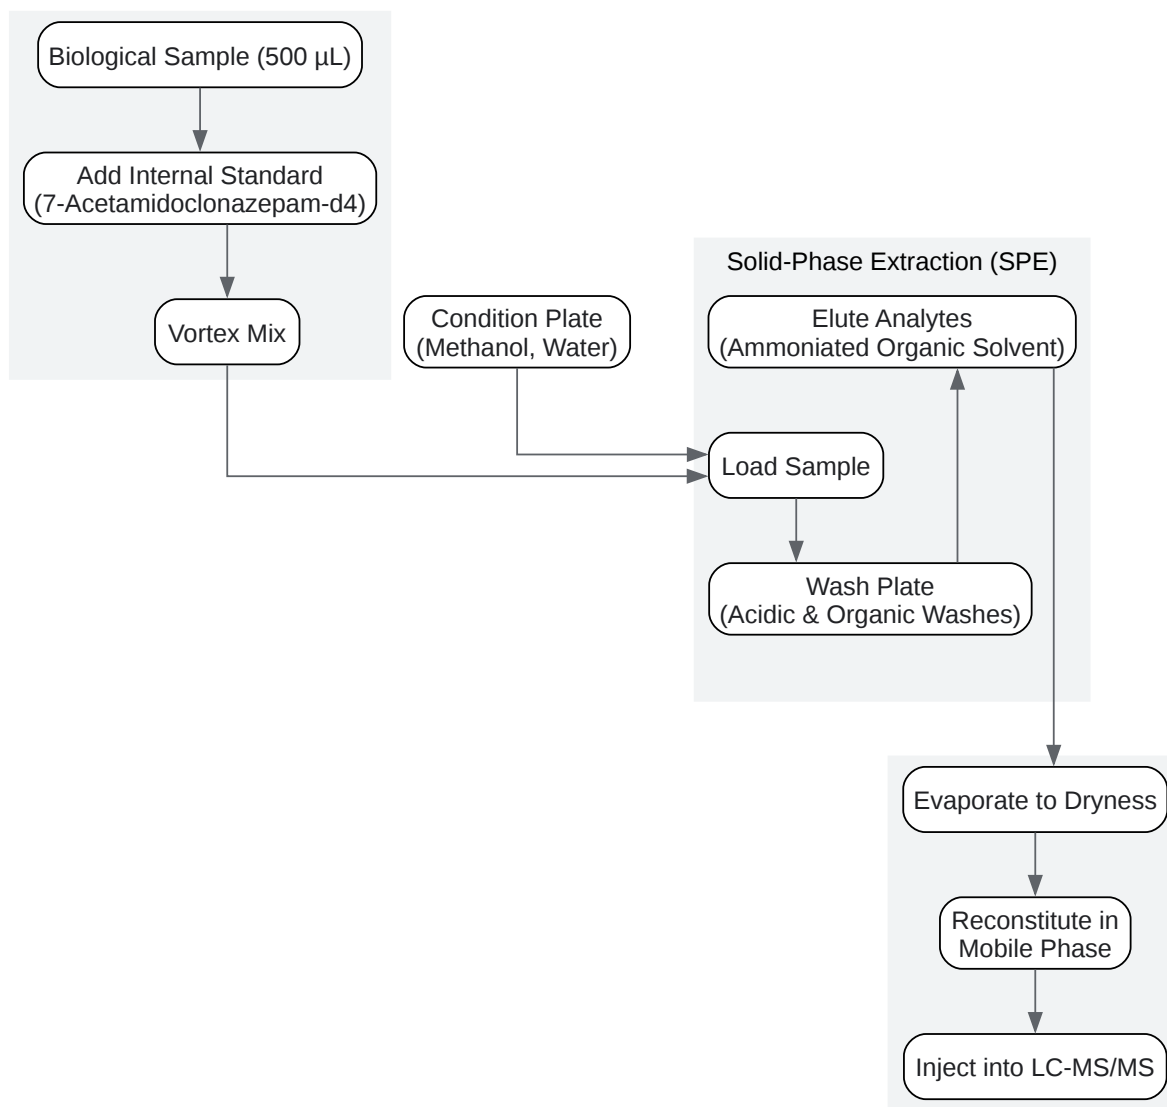 Biological Sample (500 µL)
Add Internal Standard
(7-Acetamidoclonazepam-d4)
Vortex Mix
Condition Plate
(Methanol, Water)
Solid-Phase Extraction (SPE)
Elute Analytes
(Ammoniated Organic Solvent)
Load Sample
Wash Plate
(Acidic & Organic Washes)
Evaporate to Dryness
Reconstitute in
Mobile Phase
Inject into LC-MS/MS